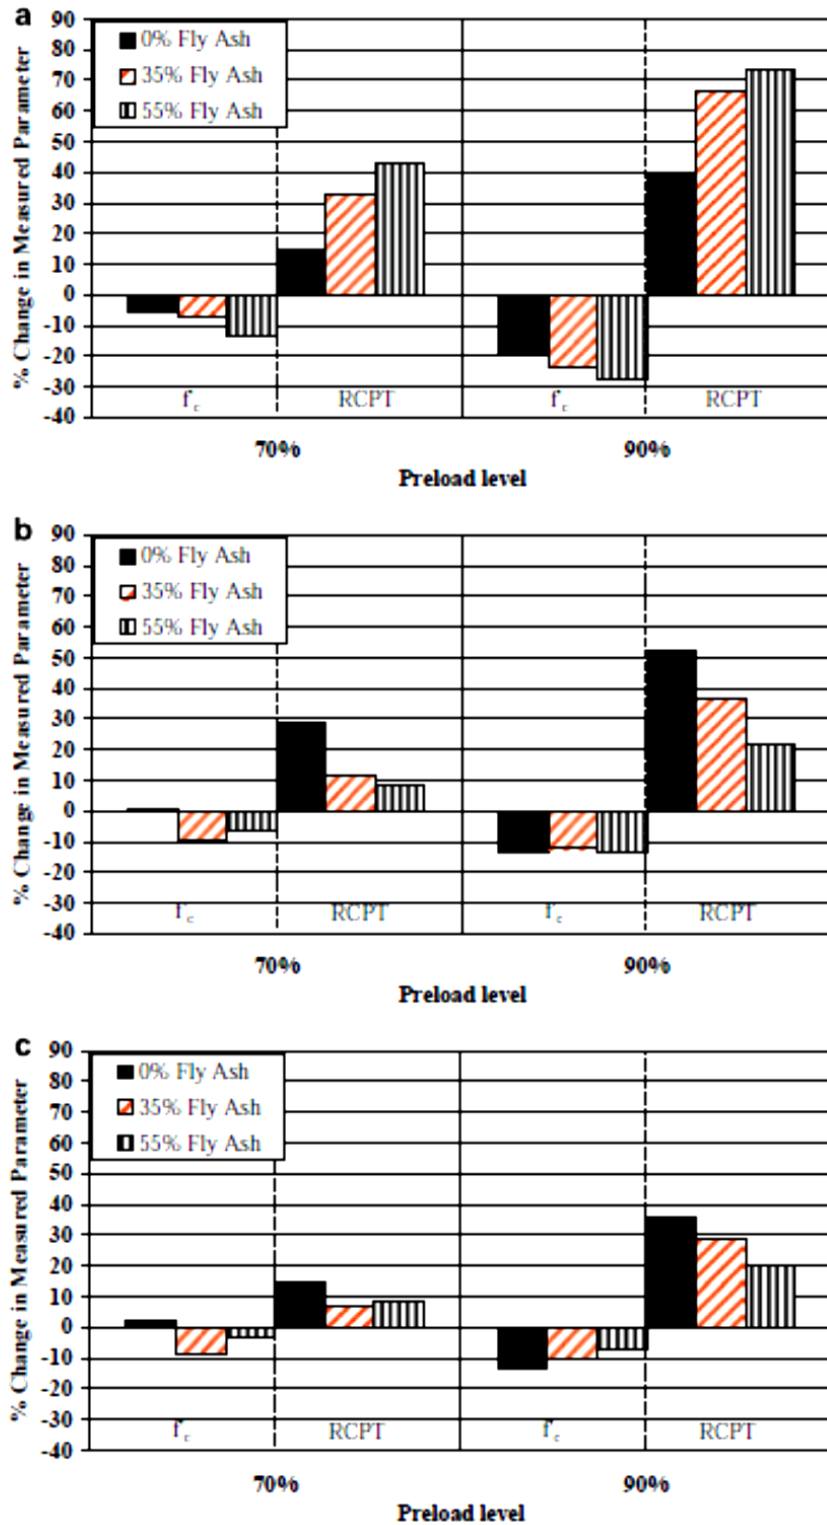 a
% Change in Measured Parameter
90
80
70
60
50
40
30
20
10
0
-10
-20
-30
-40
0% Fly Ash
35% Fly Ash
55% Fly Ash
f'c
RCPT
f'c
RCPT
70%
90%
Preload level
b
% Change in Measured Parameter
90
80
70
60
50
40
30
20
10
0
-10
-20
-30
-40
0% Fly Ash
35% Fly Ash
55% Fly Ash
f'c
RCPT
f'c
RCPT
70%
90%
Preload level
c
% Change in Measured Parameter
90
80
70
60
50
40
30
20
10
0
-10
-20
-30
-40
0% Fly Ash
35% Fly Ash
55% Fly Ash
f'c
RCPT
f'c
RCPT
70%
90%
Preload level